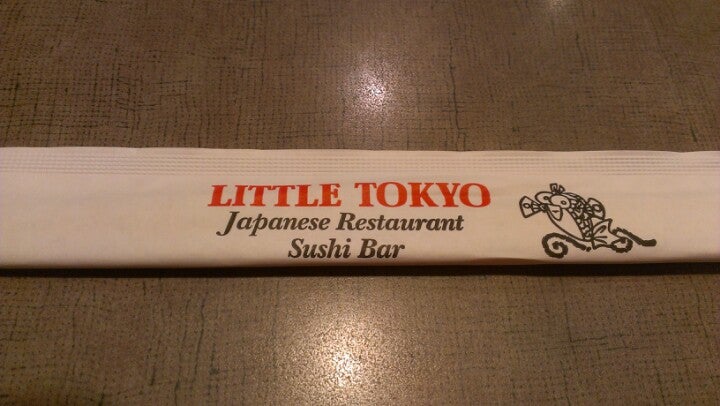 LITTLE TOKYO
Japanese Restaurant
Sushi Bar